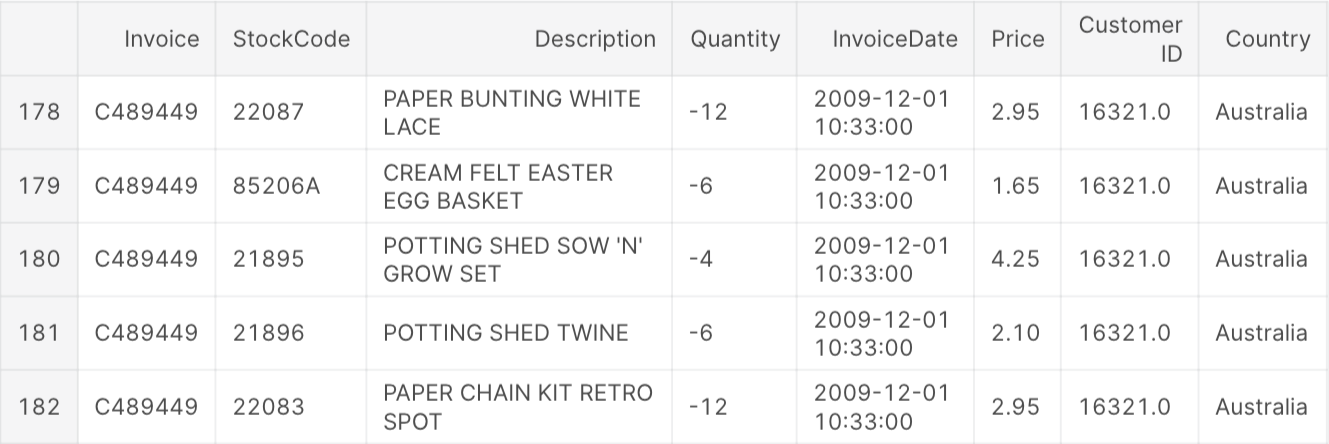 Invoice StockCode Description Quantity InvoiceDate Price Customer ID Country
178 C489449 22087 PAPER BUNTING WHITE LACE -12 2009-12-01 10:33:00 2.95 16321.0 Australia
179 C489449 85206A CREAM FELT EASTER EGG BASKET -6 2009-12-01 10:33:00 1.65 16321.0 Australia
180 C489449 21895 POTTING SHED SOW 'N' GROW SET -4 2009-12-01 10:33:00 4.25 16321.0 Australia
181 C489449 21896 POTTING SHED TWINE -6 2009-12-01 10:33:00 2.10 16321.0 Australia
182 C489449 22083 PAPER CHAIN KIT RETRO SPOT -12 2009-12-01 10:33:00 2.95 16321.0 Australia